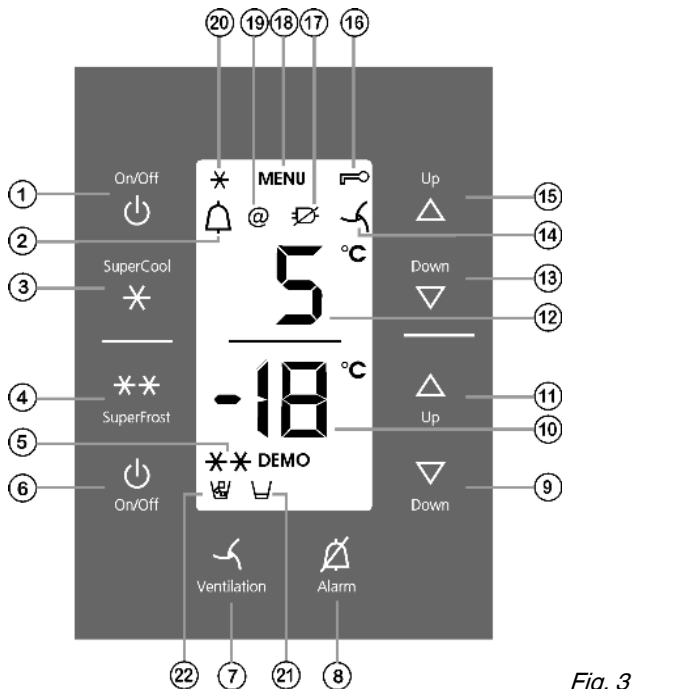 20 19 18 17 16
On/Off MENU Up
1 15
2 @ 14
°C
SuperCool 5 Down
3 13
12
-18 °C
4 11
SuperFrost Up
10
5 DEMO
6 9
On/Off Down
Ventilation Alarm
22 7 21 8
Fig. 3